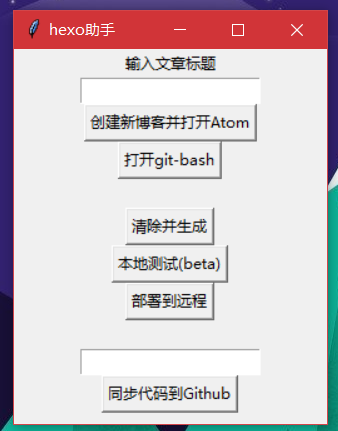 hexo助手
输入文章标题
创建新博客并打开Atom
打开git-bash
清除并生成
本地测试(beta)
部署到远程
同步代码到Github